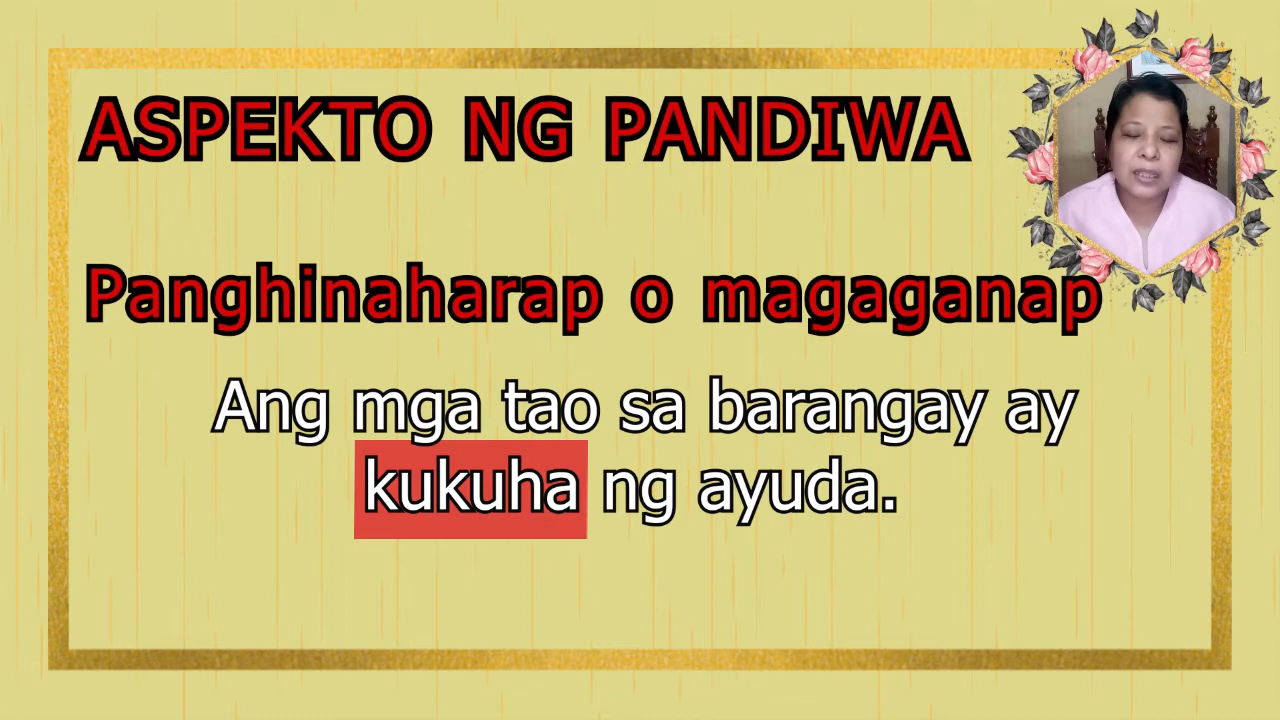 ASPEKTO NG PANDIWA
Panghinaharap o magaganap
Ang mga tao sa barangay ay
kukuha ng ayuda.